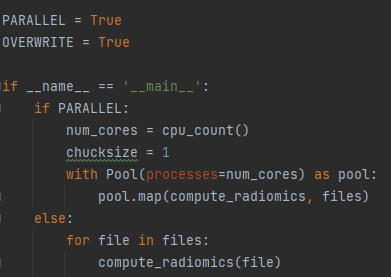 PARALLEL = True
OVERWRITE = True
if __name__ == '__main__':
if PARALLEL:
num_cores = cpu_count()
chucksize = 1
with Pool(processes=num_cores) as pool:
pool.map(compute_radiomics, files)
else:
for file in files:
compute_radiomics(file)